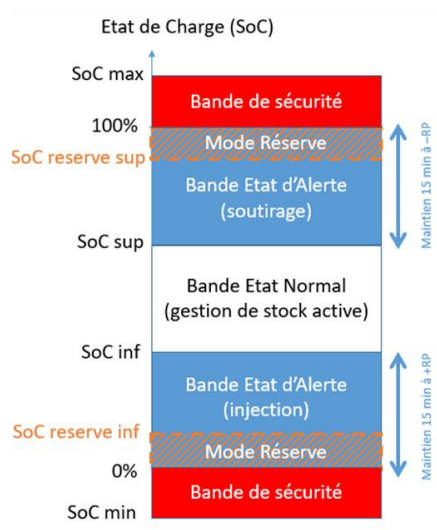 Etat de Charge (SoC)
SoC max
Bande de sécurité
100%
Mode Réserve
SoC reserve sup
Bande Etat d'Alerte
(soutirage)
Maintien 15 min à –RP
SoC sup
Bande Etat Normal
(gestion de stock active)
SoC inf
Bande Etat d'Alerte
(injection)
Maintien 15 min à +RP
SoC reserve inf
Mode Réserve
0%
Bande de sécurité
SoC min